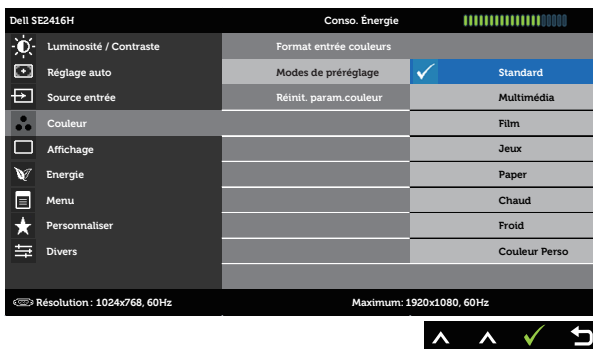 Dell SE2416H Conso. Énergie
Luminosité / Contraste Format entrée couleurs
Réglage auto Modes de préréglage Standard
Source entrée Réinit. param.couleur Multimédia
Couleur Film
Affichage Jeux
Energie Paper
Menu Chaud
Personnaliser Froid
Divers Couleur Perso
Résolution : 1024x768, 60Hz Maximum: 1920x1080, 60Hz